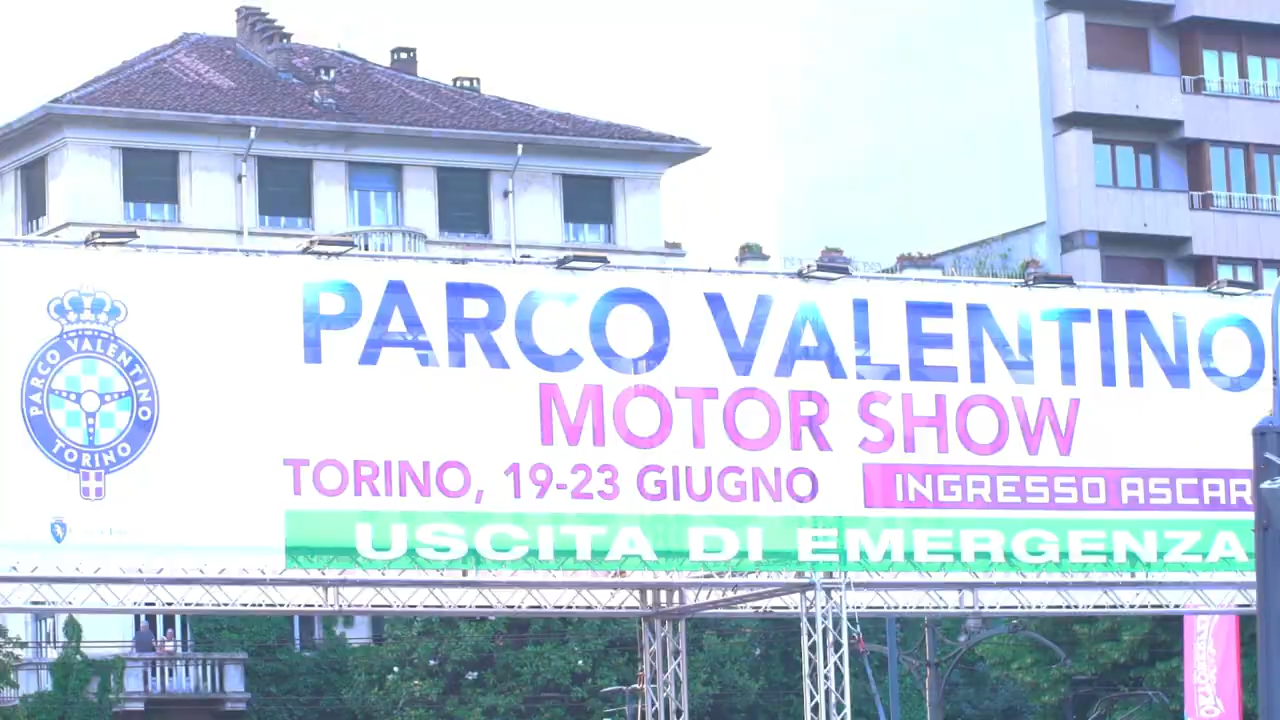 PARCO VALENTINO
TORINO
PARCO VALENTINO
MOTOR SHOW
TORINO, 19-23 GIUGNO
INGRESSO ASCAR
USCITA DI EMERGENZA